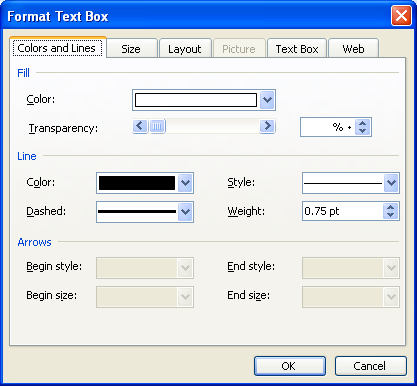 Format Text Box
Colors and Lines Size Layout Picture Text Box Web
Fill
Color:
Transparency: %
Line
Color: Style:
Dashed: Weight: 0.75 pt
Arrows
Begin style: End style:
Begin size: End size:
OK Cancel